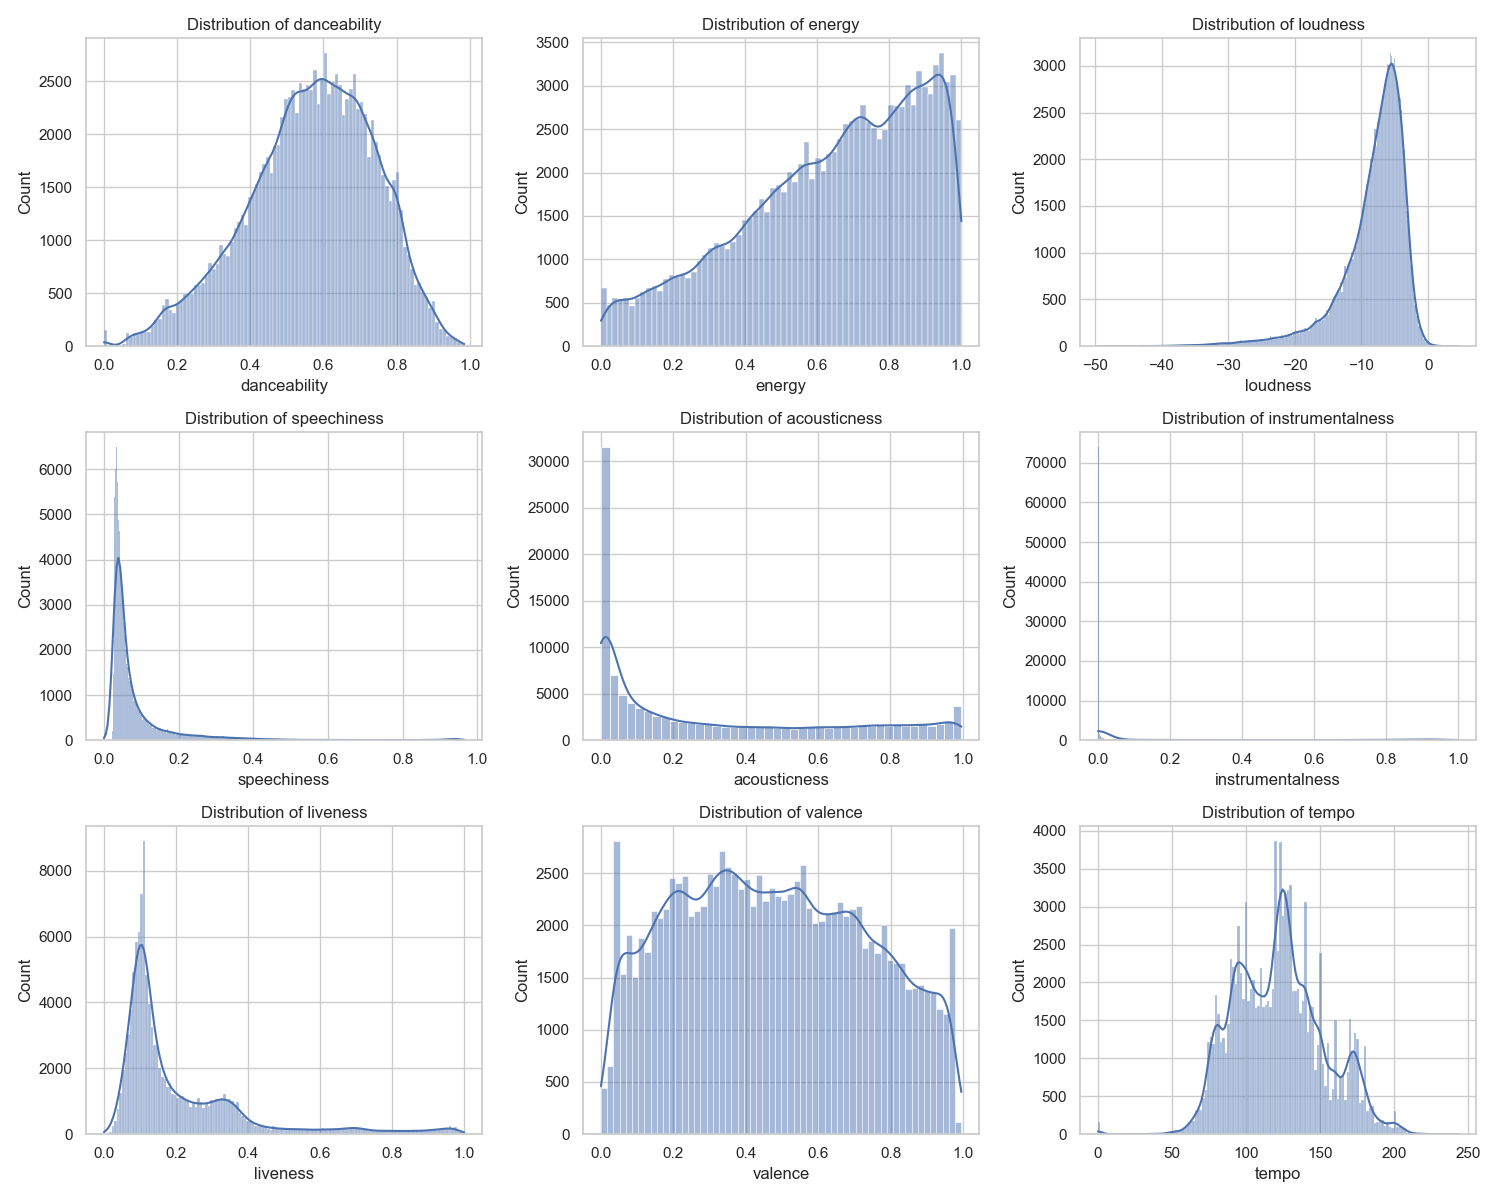 Distribution of danceability
Count
2500
2000
1500
1000
500
0
0.0 0.2 0.4 0.6 0.8 1.0
danceability
Distribution of energy
Count
3500
3000
2500
2000
1500
1000
500
0
0.0 0.2 0.4 0.6 0.8 1.0
energy
Distribution of loudness
Count
3000
2500
2000
1500
1000
500
0
−50 −40 −30 −20 −10 0
loudness
Distribution of speechiness
Count
6000
5000
4000
3000
2000
1000
0
0.0 0.2 0.4 0.6 0.8 1.0
speechiness
Distribution of acousticness
Count
30000
25000
20000
15000
10000
5000
0
0.0 0.2 0.4 0.6 0.8 1.0
acousticness
Distribution of instrumentalness
Count
70000
60000
50000
40000
30000
20000
10000
0
0.0 0.2 0.4 0.6 0.8 1.0
instrumentalness
Distribution of liveness
Count
8000
6000
4000
2000
0
0.0 0.2 0.4 0.6 0.8 1.0
liveness
Distribution of valence
Count
2500
2000
1500
1000
500
0
0.0 0.2 0.4 0.6 0.8 1.0
valence
Distribution of tempo
Count
4000
3500
3000
2500
2000
1500
1000
500
0
0 50 100 150 200 250
tempo